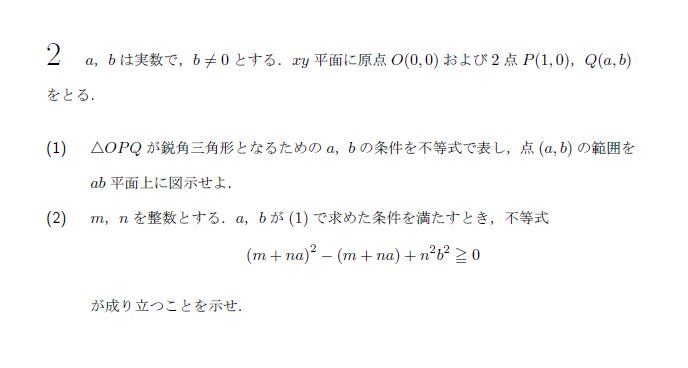 2 a，b は実数で，b ≠ 0 とする．xy 平面に原点 O(0,0) および 2 点 P(1,0)，Q(a,b)
をとる．
(1) △OPQ が鋭角三角形となるための a，b の条件を不等式で表し，点 (a,b) の範囲を
ab 平面上に図示せよ．
(2) m，n を整数とする．a，b が (1) で求めた条件を満たすとき，不等式
(m + na)² − (m + na) + n²b² ≧ 0
が成り立つことを示せ．